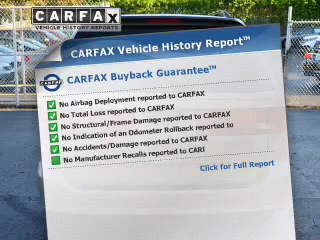 CARFAX
VEHICLE HISTORY REPORTS
CARFAX Vehicle History Report™
CARFAX
CARFAX Buyback Guarantee™
No Airbag Deployment reported to CARFAX
No Total Loss reported to CARFAX
No Structural/Frame Damage reported to CARFAX
No Indication of an Odometer Rollback reported to
No Accidents/Damage reported to CARFAX
No Manufacturer Recalls reported to CARI
Click for Full Report